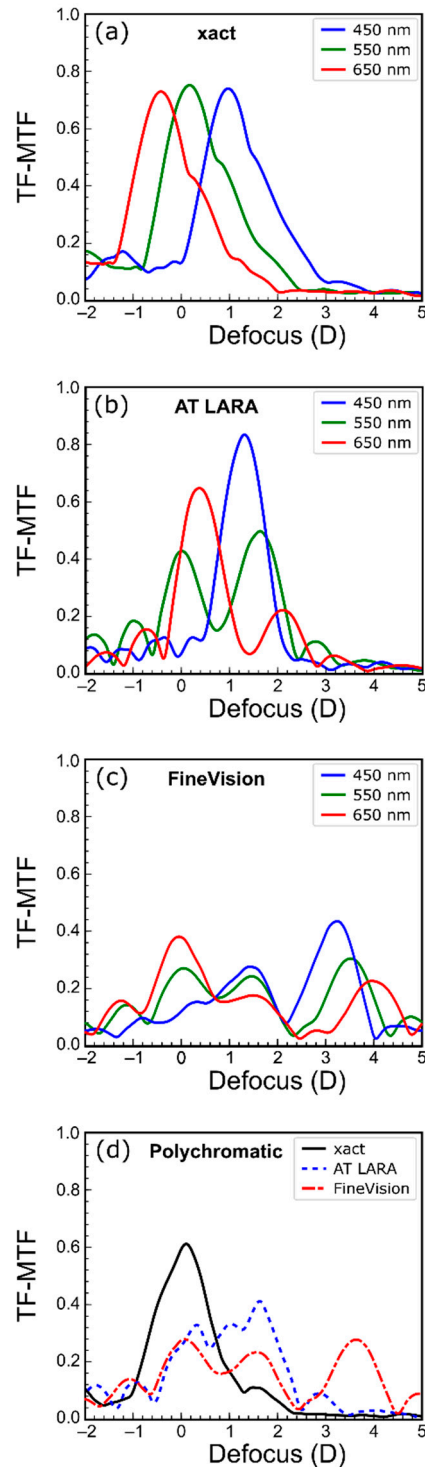 (a) xact
450 nm
550 nm
650 nm
TF-MTF
1.0
0.8
0.6
0.4
0.2
0.0
−2 −1 0 1 2 3 4 5
Defocus (D)
(b) AT LARA
450 nm
550 nm
650 nm
TF-MTF
1.0
0.8
0.6
0.4
0.2
0.0
−2 −1 0 1 2 3 4 5
Defocus (D)
(c) FineVision
450 nm
550 nm
650 nm
TF-MTF
1.0
0.8
0.6
0.4
0.2
0.0
−2 −1 0 1 2 3 4 5
Defocus (D)
(d) Polychromatic
xact
AT LARA
FineVision
TF-MTF
1.0
0.8
0.6
0.4
0.2
0.0
−2 −1 0 1 2 3 4 5
Defocus (D)